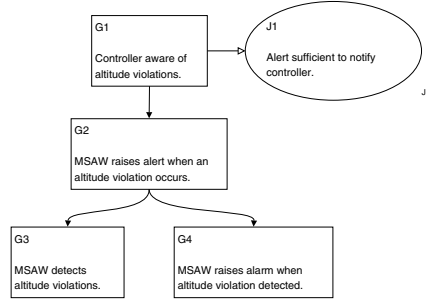 G1
Controller aware of
altitude violations.
J1
Alert sufficient to notify
controller.
J
G2
MSAW raises alert when an
altitude violation occurs.
G3
MSAW detects
altitude violations.
G4
MSAW raises alarm when
altitude violation detected.